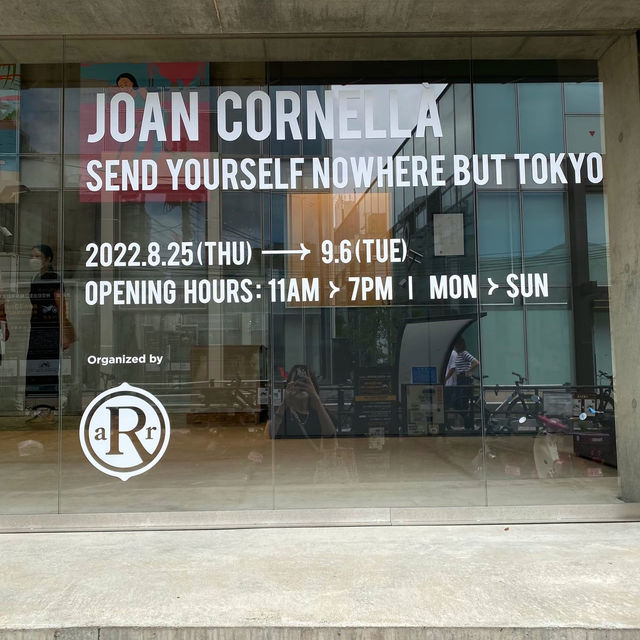 JOAN CORNELLA
SEND YOURSELF NOWHERE BUT TOKYO
2022.8.25(THU) → 9.6(TUE)
OPENING HOURS: 11AM > 7PM | MON > SUN
Organized by
aRr